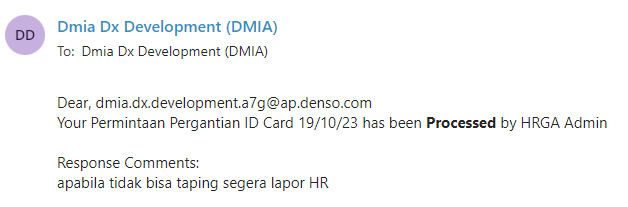 DD
Dmia Dx Development (DMIA)
To: Dmia Dx Development (DMIA)
Dear, dmia.dx.development.a7g@ap.denso.com
Your Permintaan Pergantian ID Card 19/10/23 has been Processed by HRGA Admin
Response Comments:
apabila tidak bisa taping segera lapor HR